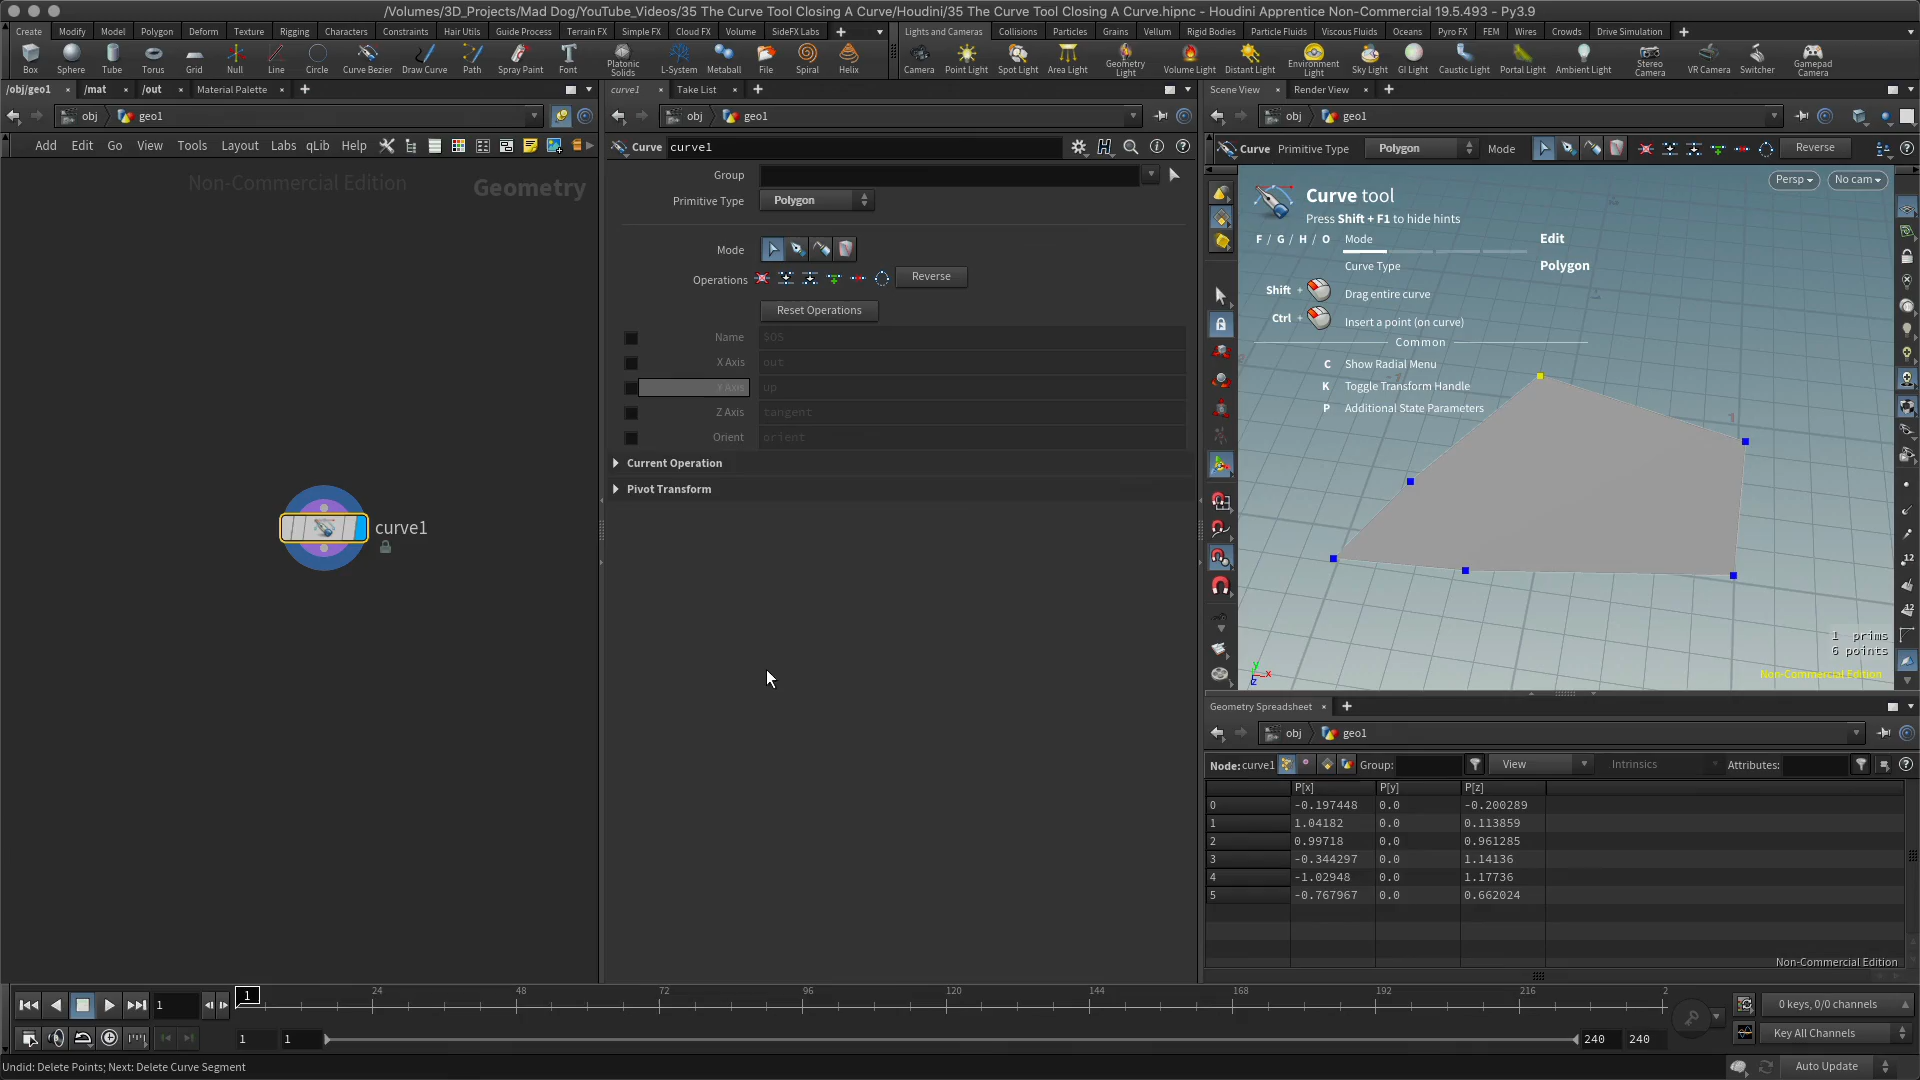 /Volumes/3D_Projects/Mad Dog/YouTube_Videos/35 The Curve Tool Closing A Curve/Houdini/35 The Curve Tool Closing A Curve.hipnc - Houdini Apprentice Non-Commercial 19.5.493 - Py3.9
Create Modify Model Polygon Deform Texture Rigging Characters Constraints Hair Utils Guide Process Terrain FX Simple FX Cloud FX Volume SideFX Labs
Lights and Cameras Collisions Particles Grains Vellum Rigid Bodies Particle Fluids Viscous Fluids Oceans Pyro FX FEM Wires Crowds Drive Simulation
Box Sphere Tube Torus Grid Null Line Circle Curve Bezier Draw Curve Path Spray Paint Font Platonic Solids L-System Metaball File Spiral Helix
Camera Point Light Spot Light Area Light Geometry Light Volume Light Distant Light Environment Light Sky Light GI Light Caustic Light Portal Light Ambient Light Stereo Camera VR Camera Switcher Gamepad Camera
/obj/geo1 /mat /out Material Palette
curve1 Take List
Scene View Render View
obj geo1
obj geo1
obj geo1
Add Edit Go View Tools Layout Labs qLib Help
Non-Commercial Edition
Geometry
curve1
Curve curve1
Group
Primitive Type Polygon
Mode
Operations Reverse
Reset Operations
Name $OS
X Axis out
Y Axis up
Z Axis tangent
Orient orient
Current Operation
Pivot Transform
Curve Primitive Type Polygon Mode Reverse
Persp No cam
Curve tool
Press Shift + F1 to hide hints
F / G / H / O Mode Edit
Curve Type Polygon
Shift + Drag entire curve
Ctrl + Insert a point (on curve)
Common
C Show Radial Menu
K Toggle Transform Handle
P Additional State Parameters
1 prims
6 points
Non-Commercial Edition
12
12
y
x
z
Geometry Spreadsheet
obj geo1
Node: curve1 Group: View Intrinsics Attributes:
P[x] P[y] P[z]
0 -0.197448 0.0 -0.200289
1 1.04182 0.0 0.113859
2 0.99718 0.0 0.961285
3 -0.344297 0.0 1.14136
4 -1.02948 0.0 1.17736
5 -0.767967 0.0 0.662024
Non-Commercial Edition
1 1 24 48 72 96 120 144 168 192 216 2
0 keys, 0/0 channels
1 1 240 240
Key All Channels
Undid: Delete Points; Next: Delete Curve Segment
Auto Update